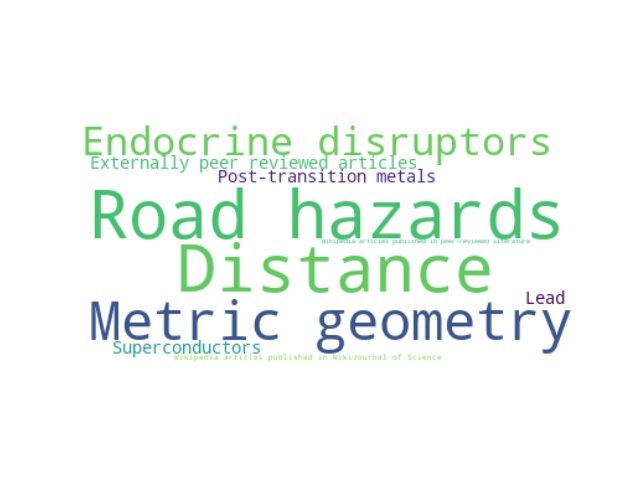 Endocrine disruptors
Externally peer reviewed articles
Post-transition metals
Road hazards
Wikipedia articles published in peer-reviewed literature
Distance
Lead
Metric geometry
Superconductors
Wikipedia articles published in WikiJournal of Science